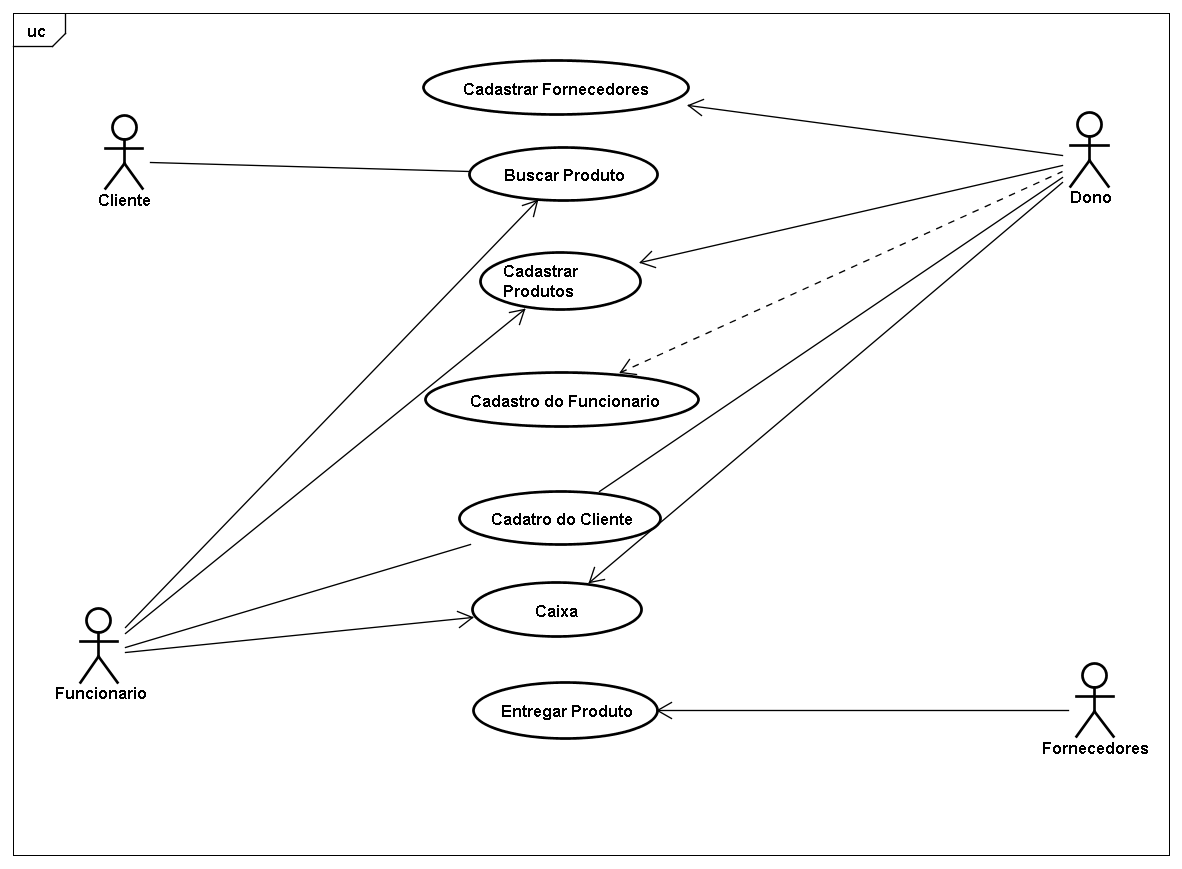 uc
Cadastrar Fornecedores
Cliente
Buscar Produto
Dono
Cadastrar
Produtos
Cadastro do Funcionario
Cadatro do Cliente
Caixa
Funcionario
Entregar Produto
Fornecedores